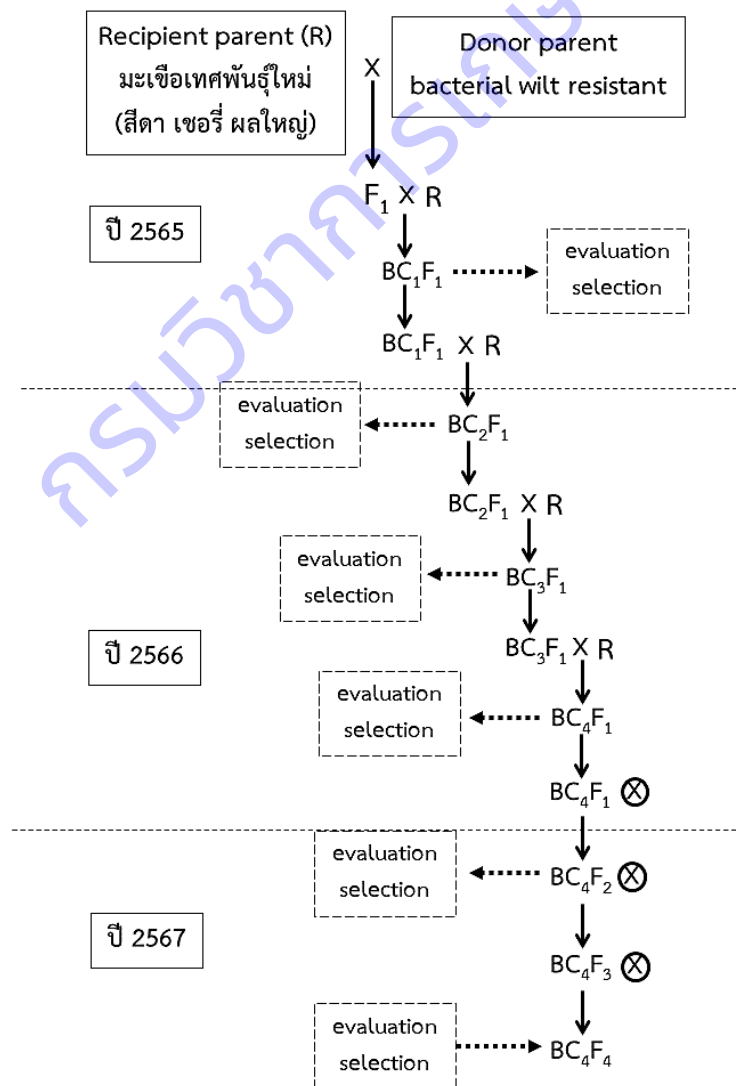 Recipient parent (R)
มะเขือเทศพันธุ์ใหม่
(สีดา เชอรี่ ผลใหญ่)
X
Donor parent
bacterial wilt resistant
F₁ X R
ปี 2565
BC₁F₁
evaluation
selection
BC₁F₁ X R
evaluation
selection
BC₂F₁
BC₂F₁ X R
evaluation
selection
BC₃F₁
ปี 2566
BC₃F₁ X R
evaluation
selection
BC₄F₁
BC₄F₁ Ⓧ
evaluation
selection
BC₄F₂ Ⓧ
ปี 2567
BC₄F₃ Ⓧ
evaluation
selection
BC₄F₄
กรมวิชาการเกษ